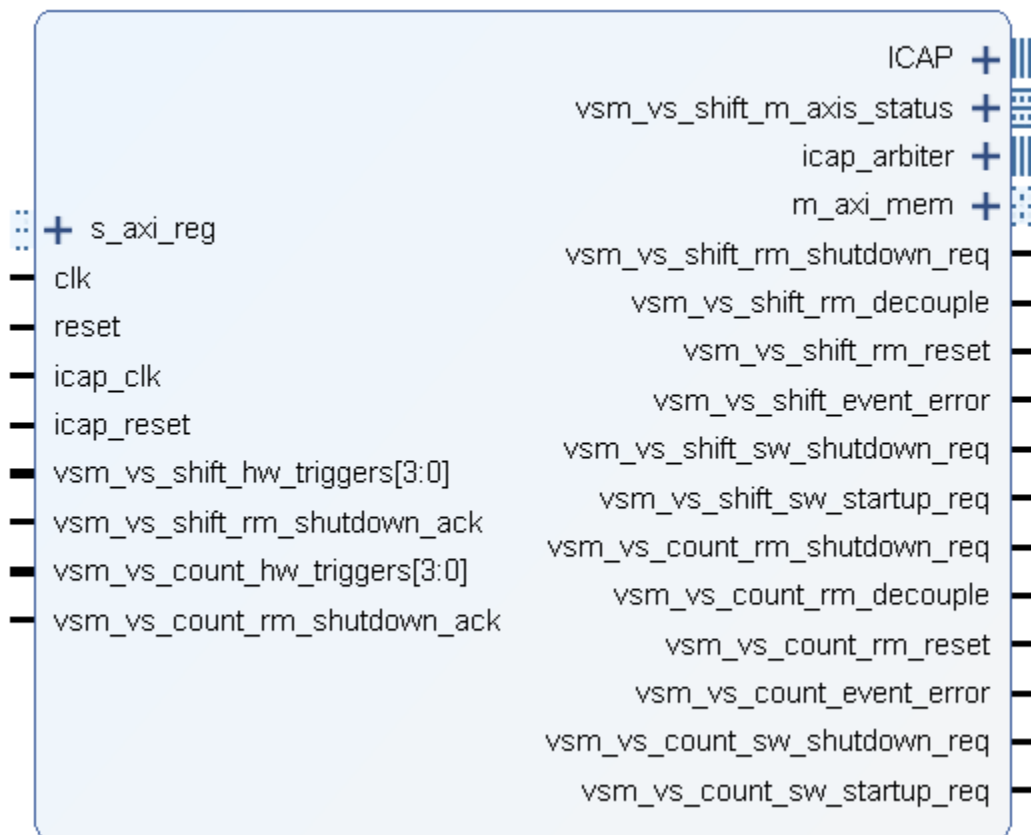 ICAP
vsm_vs_shift_m_axis_status
icap_arbiter
m_axi_mem
s_axi_reg
vsm_vs_shift_rm_shutdown_req
clk
vsm_vs_shift_rm_decouple
reset
vsm_vs_shift_rm_reset
icap_clk
vsm_vs_shift_event_error
icap_reset
vsm_vs_shift_sw_shutdown_req
vsm_vs_shift_hw_triggers[3:0]
vsm_vs_shift_sw_startup_req
vsm_vs_shift_rm_shutdown_ack
vsm_vs_count_rm_shutdown_req
vsm_vs_count_hw_triggers[3:0]
vsm_vs_count_rm_decouple
vsm_vs_count_rm_shutdown_ack
vsm_vs_count_rm_reset
vsm_vs_count_event_error
vsm_vs_count_sw_shutdown_req
vsm_vs_count_sw_startup_req